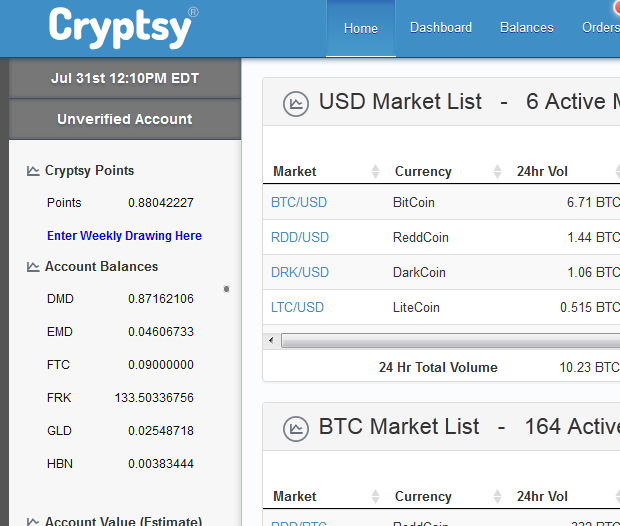 Cryptsy®
Home Dashboard Balances Orders
Jul 31st 12:10PM EDT
Unverified Account
Cryptsy Points
Points 0.88042227
Enter Weekly Drawing Here
Account Balances
DMD 0.87162106
EMD 0.04606733
FTC 0.09000000
FRK 133.50336756
GLD 0.02548718
HBN 0.00383444
Account Value (Estimate)
USD Market List - 6 Active
Market Currency 24hr Vol
BTC/USD BitCoin 6.71 BTC
RDD/USD ReddCoin 1.44 BTC
DRK/USD DarkCoin 1.06 BTC
LTC/USD LiteCoin 0.515 BTC
24 Hr Total Volume 10.23 BTC
BTC Market List - 164 Active
Market Currency 24hr Vol
RDD/BTC ReddCoin 332 BTC